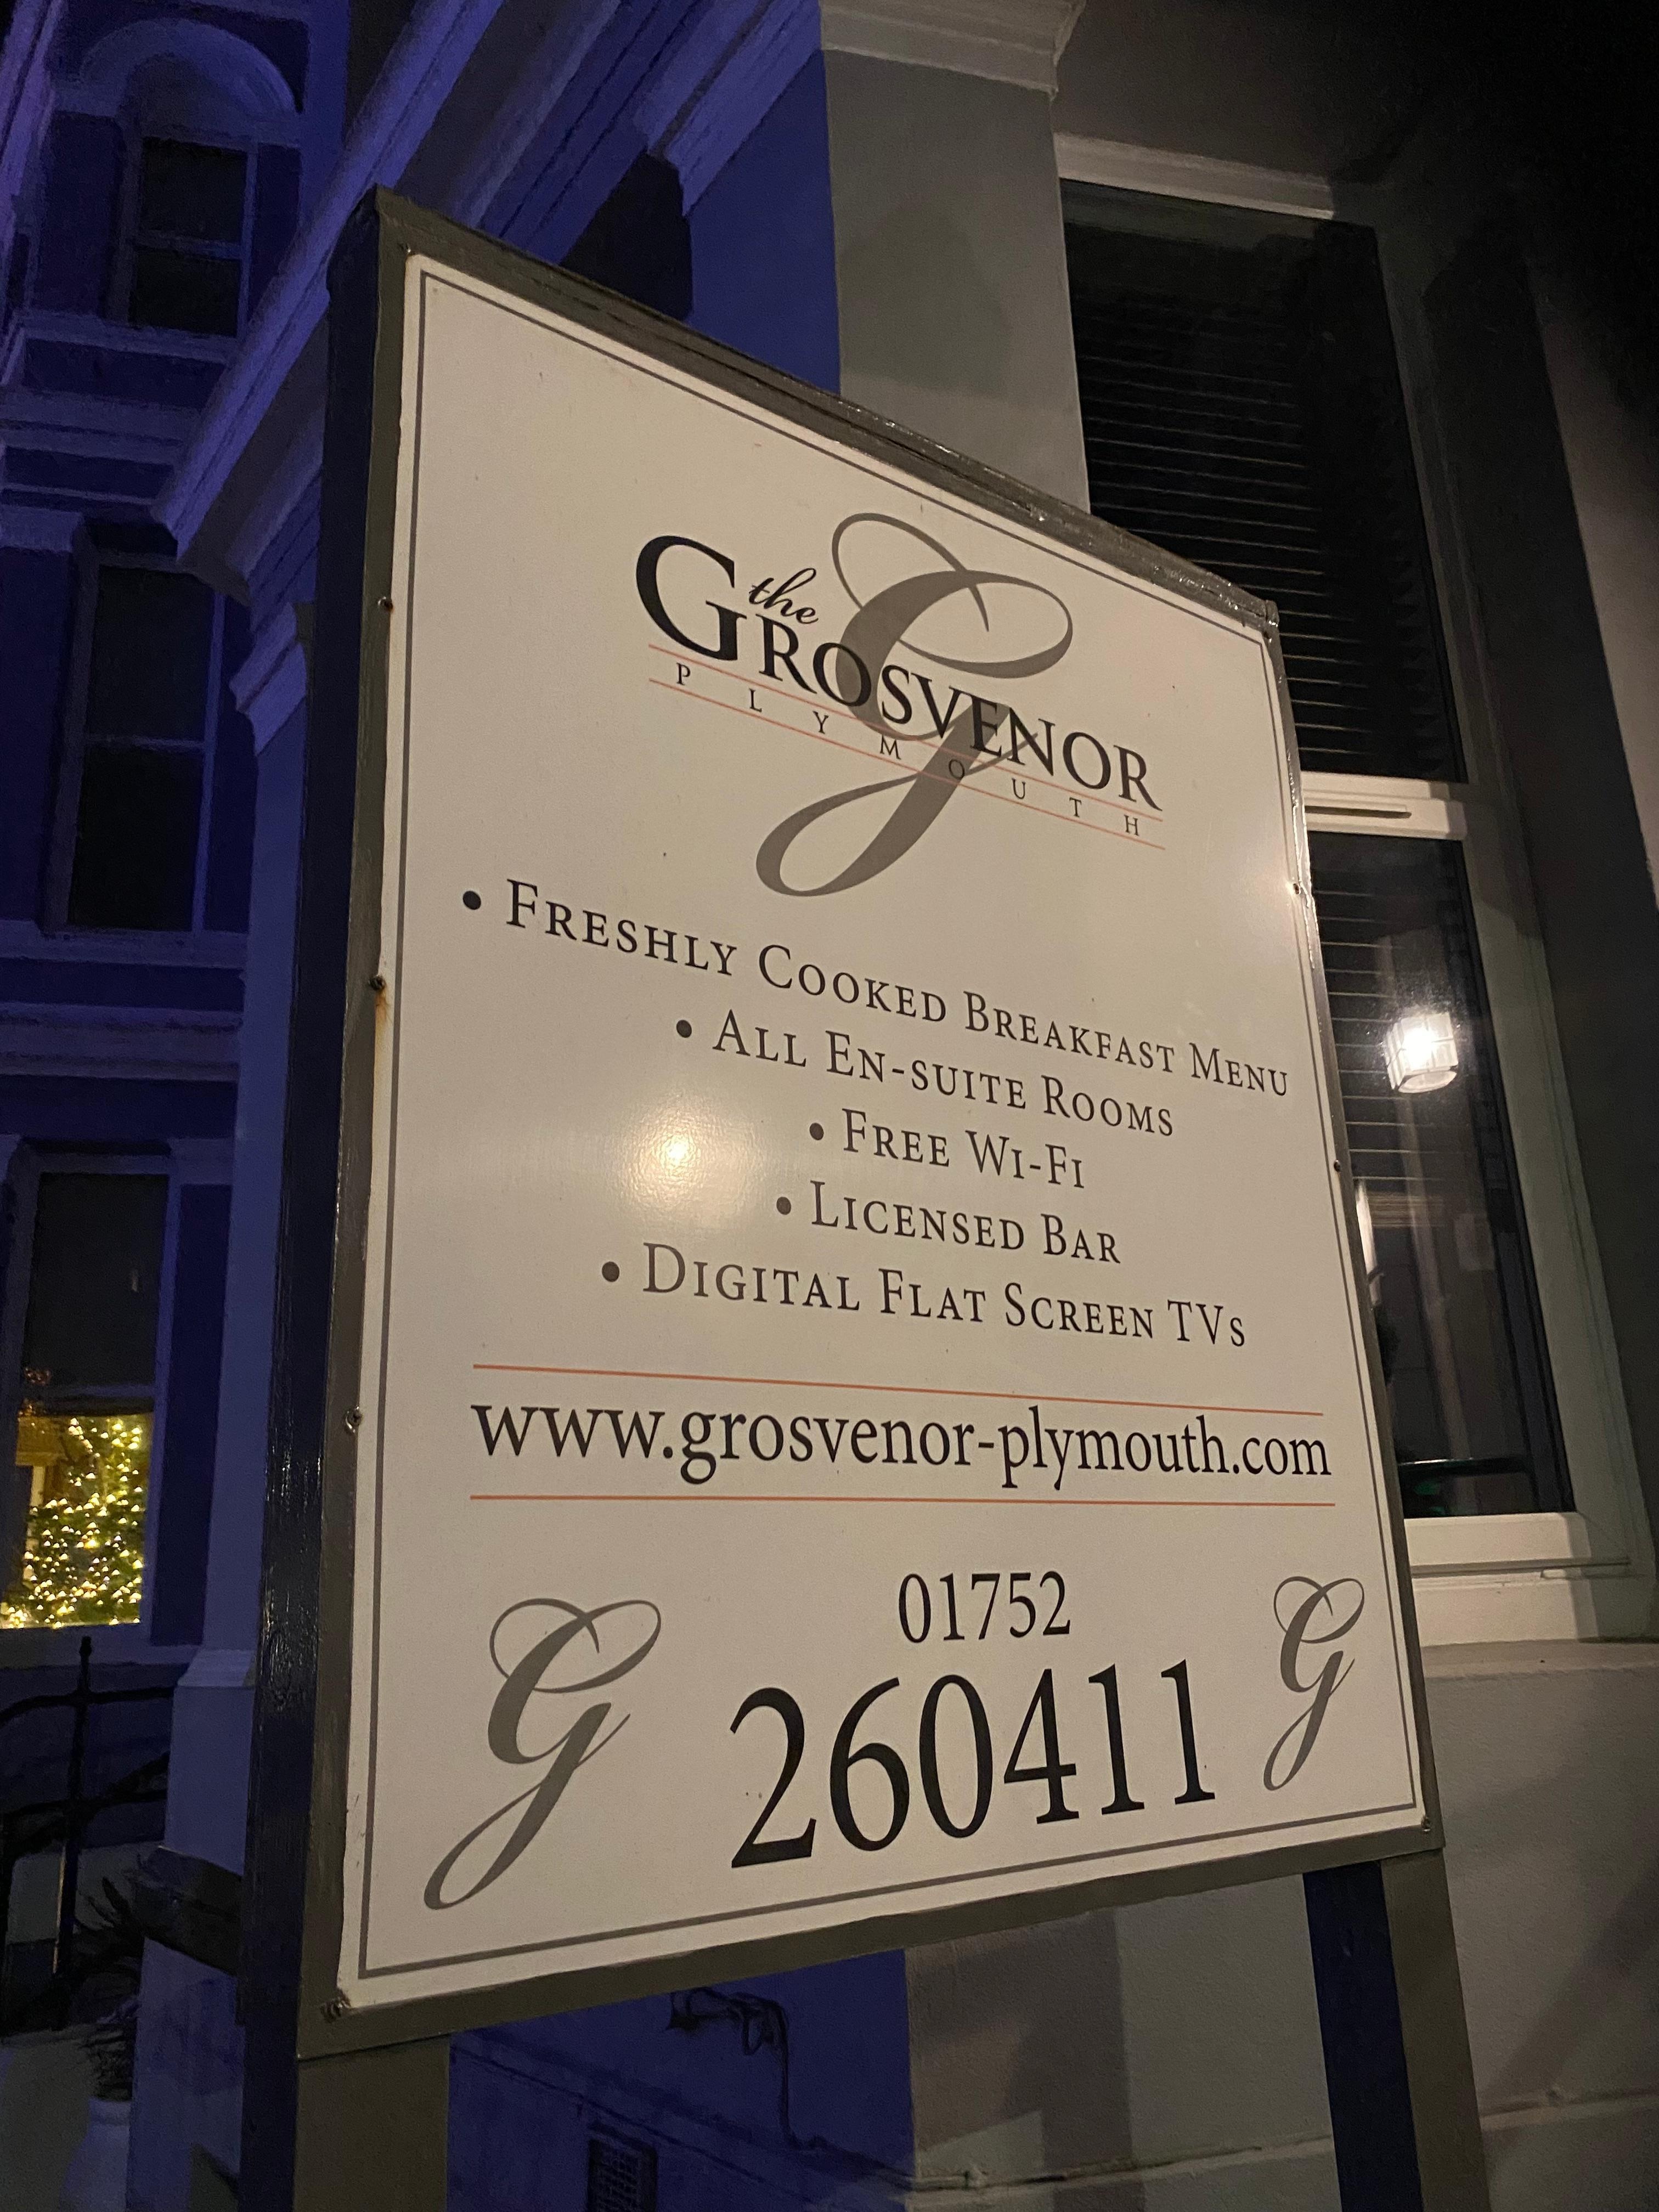 the
GROSVENOR
PLYMOUTH
G
• FRESHLY COOKED BREAKFAST MENU
• ALL EN-SUITE ROOMS
• FREE WI-FI
• LICENSED BAR
• DIGITAL FLAT SCREEN TVS
www.grosvenor-plymouth.com
01752
G 260411 G